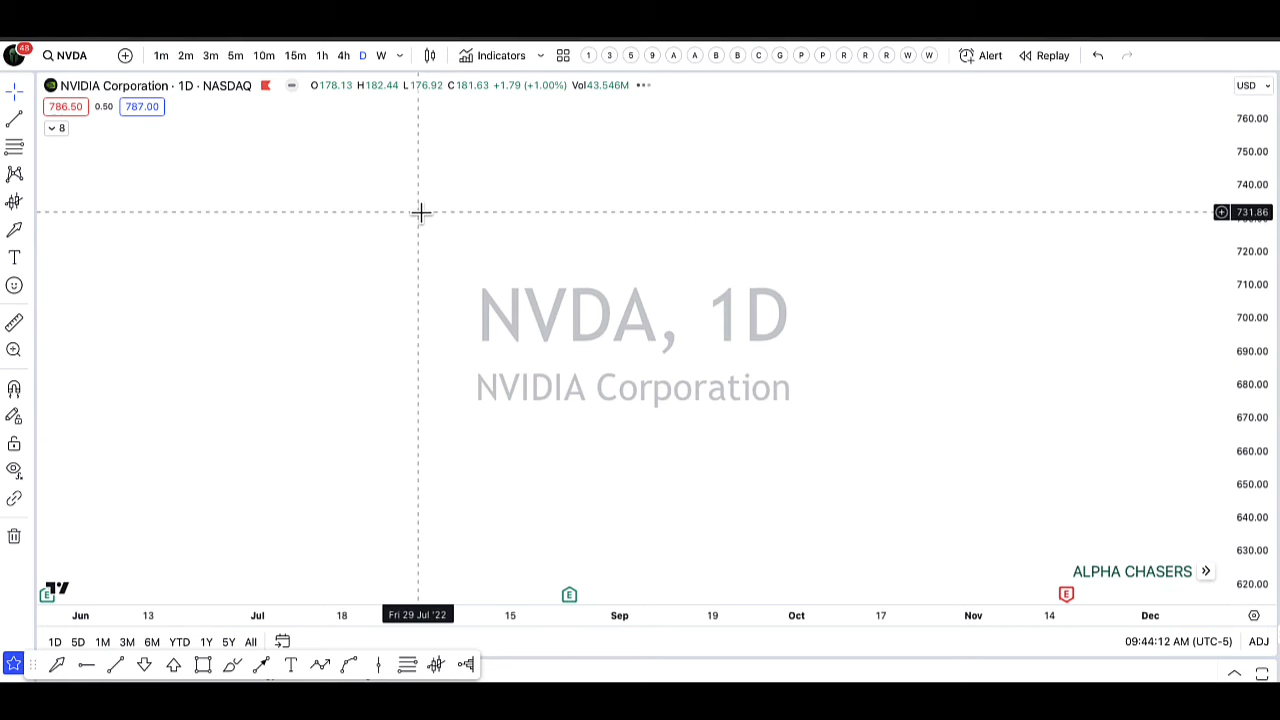 48
NVDA
1m 2m 3m 5m 10m 15m 1h 4h D W
Indicators
1 3 6 9 A A B B C G P P R R R W W
Alert
Replay
NVIDIA Corporation · 1D · NASDAQ
O178.13 H182.44 L176.92 C181.63 +1.79 (+1.00%) Vol43.546M
USD
786.50 0.50 787.00
8
760.00
750.00
740.00
731.86
720.00
710.00
700.00
690.00
680.00
670.00
660.00
650.00
640.00
630.00
620.00
NVDA, 1D
NVIDIA Corporation
ALPHA CHASERS
E
E
E
Jun 13 Jul 18 Fri 29 Jul '22 15 Sep 19 Oct 17 Nov 14 Dec
1D 5D 1M 3M 6M YTD 1Y 5Y All
09:44:12 AM (UTC-5)
ADJ